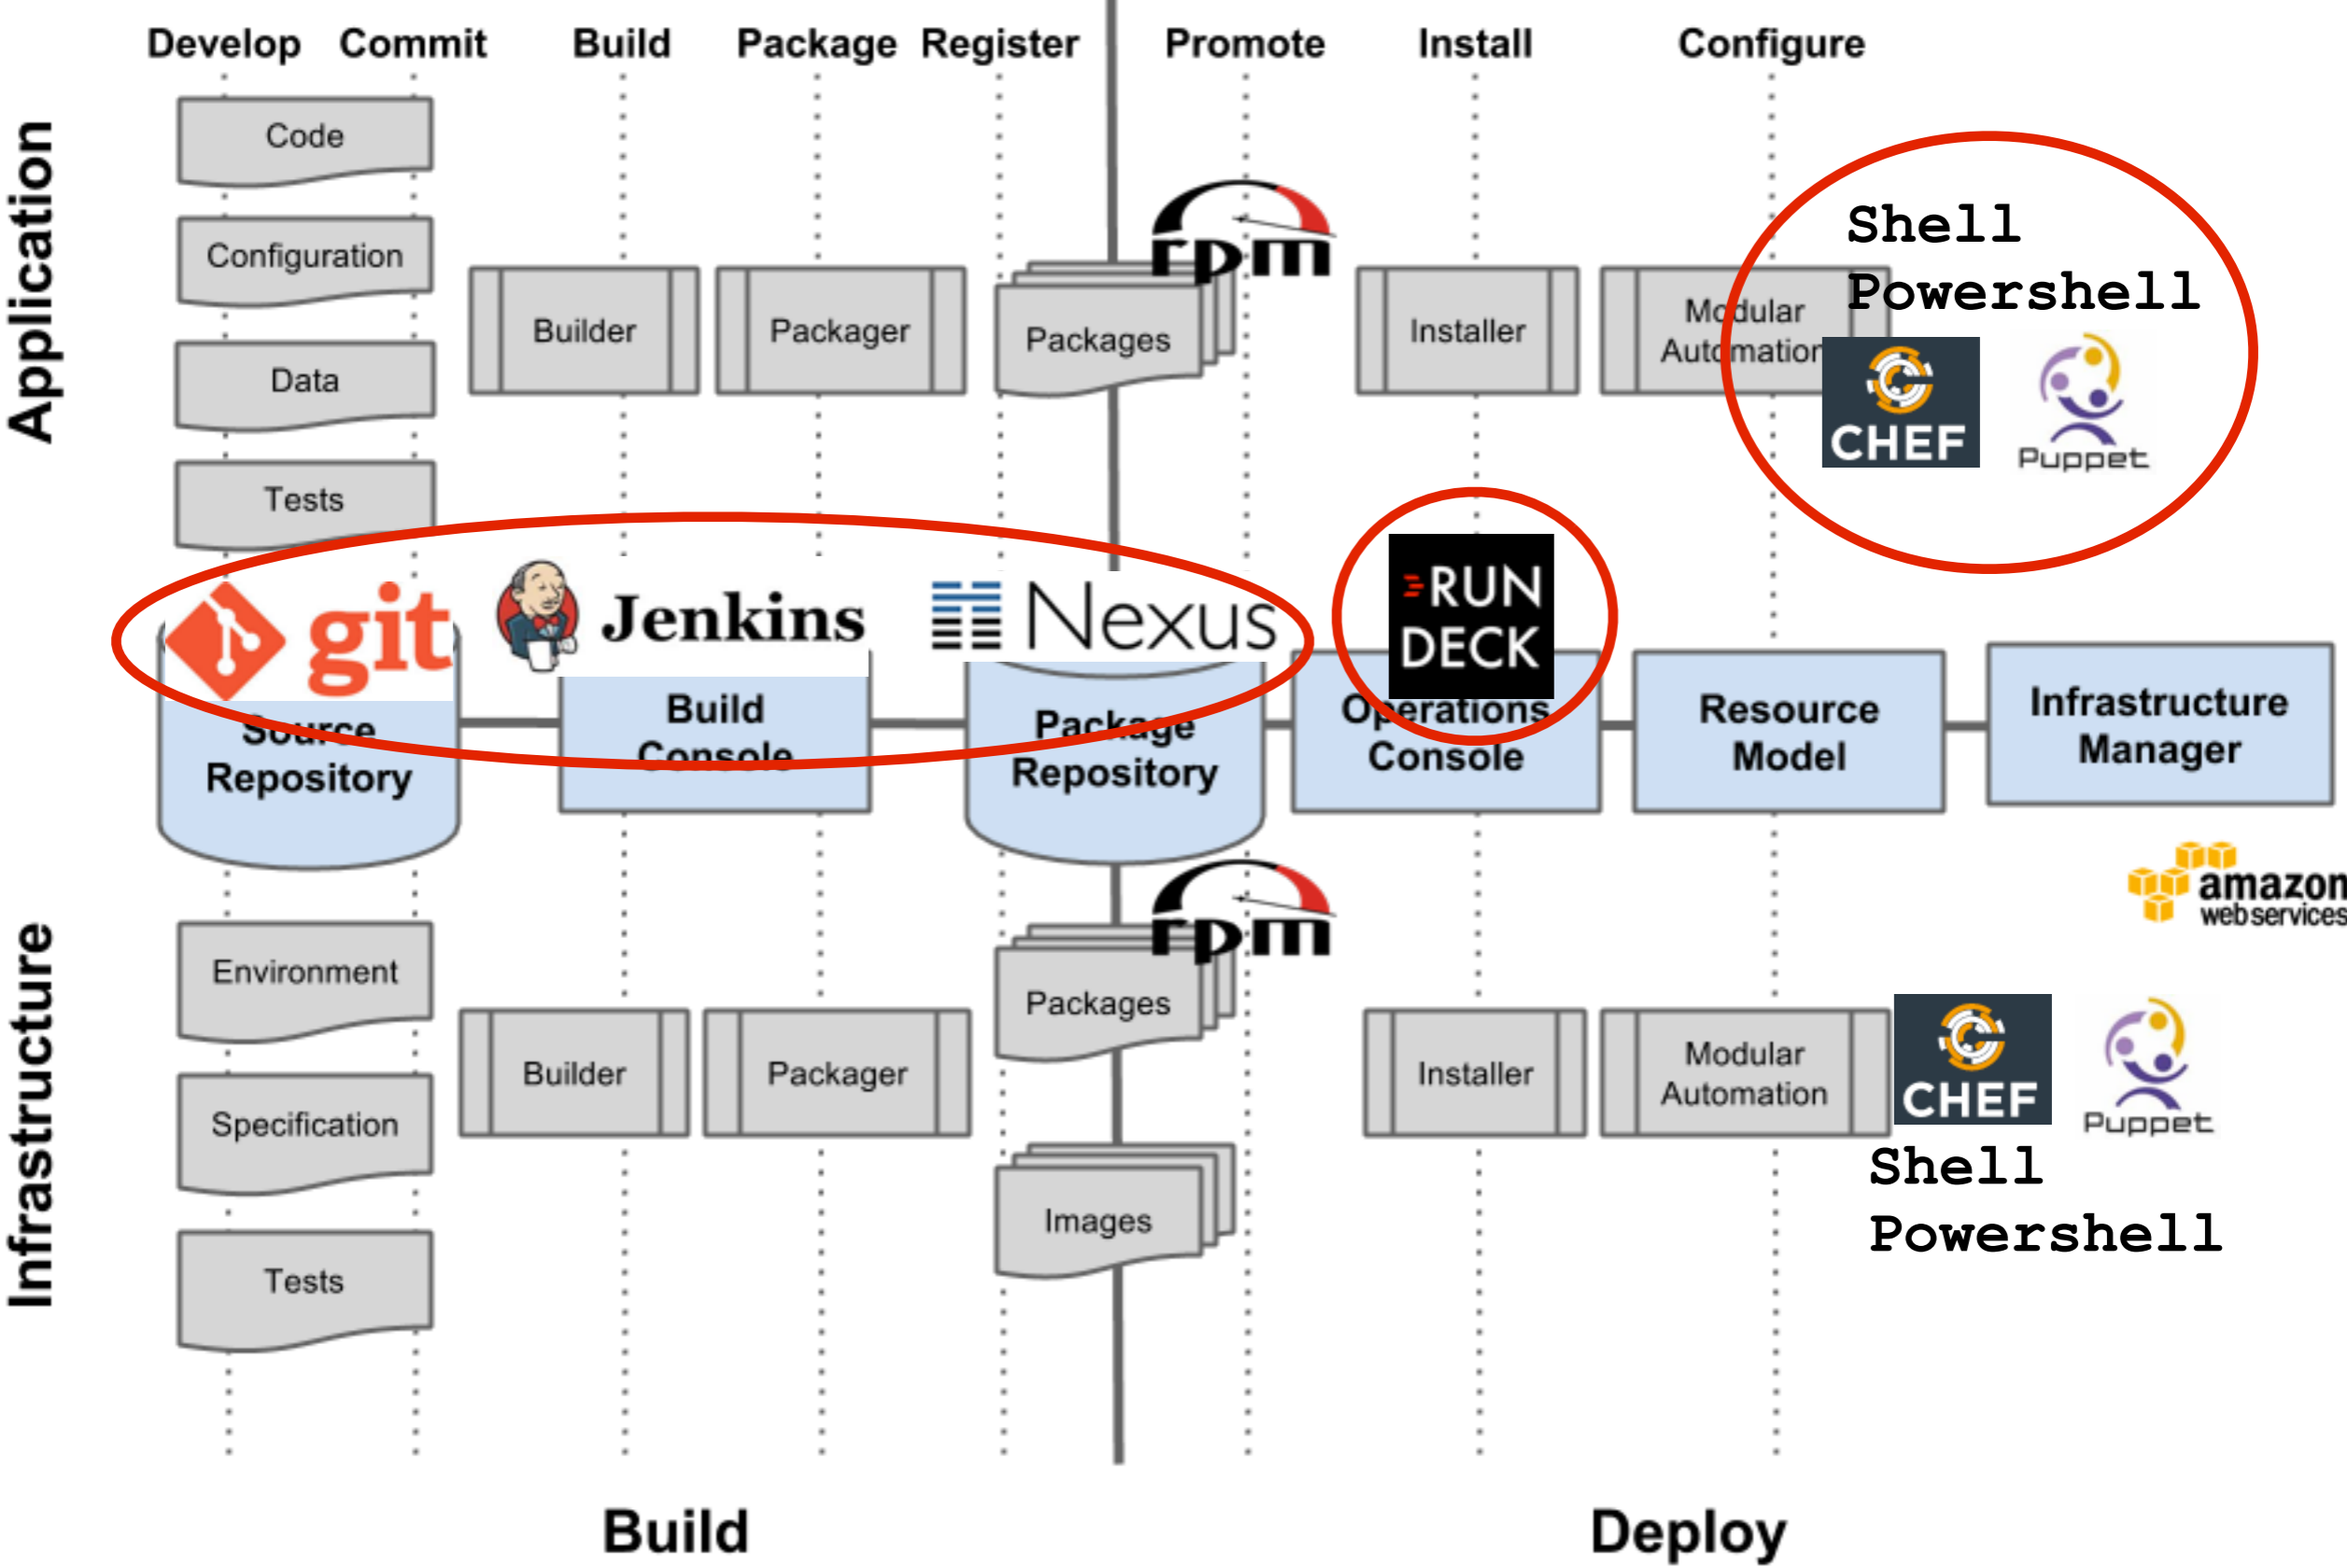 Develop Commit Build Package Register Promote Install Configure
Application
Code
Configuration
Data
Tests
Builder
Packager
Packages
rpm
Installer
Modular
Automation
Shell
Powershell
CHEF
Puppet
git
Jenkins
Nexus
RUN
DECK
Source
Repository
Build
Console
Package
Repository
Operations
Console
Resource
Model
Infrastructure
Manager
amazon
webservices
Infrastructure
Environment
Specification
Tests
Builder
Packager
rpm
Packages
Images
Installer
Modular
Automation
CHEF
Puppet
Shell
Powershell
Build
Deploy